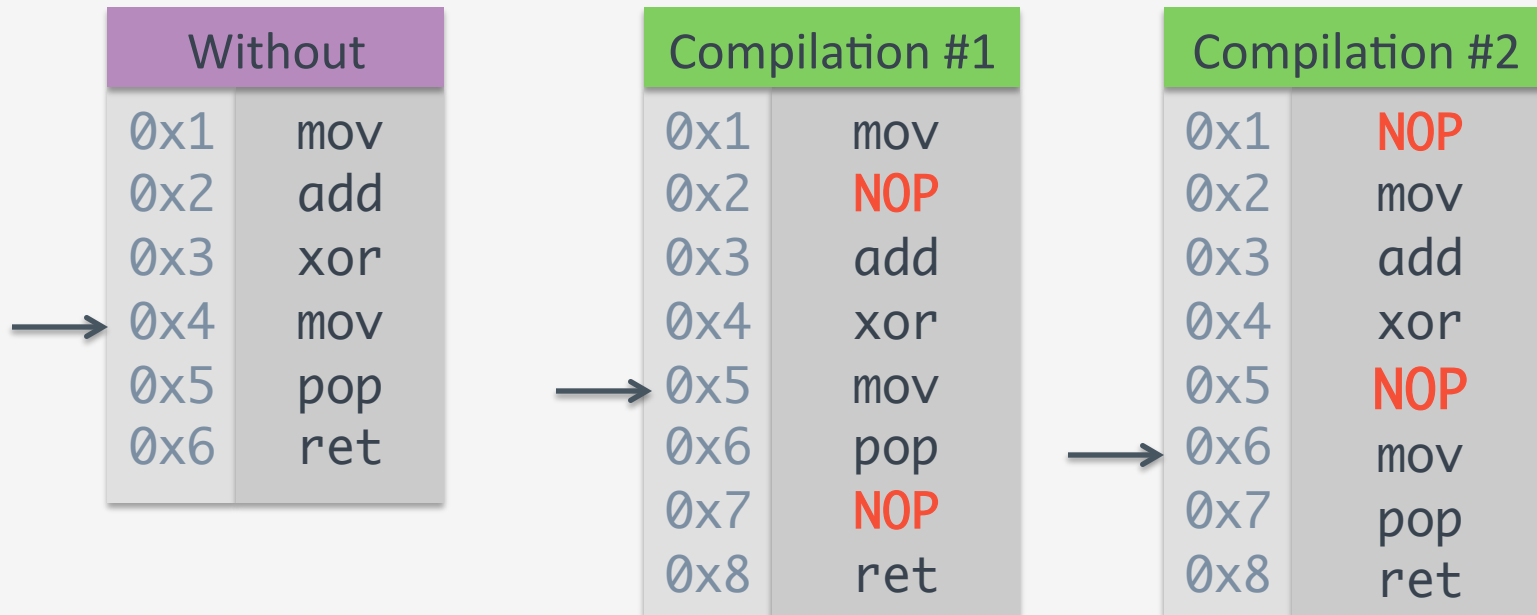 Without
0x1 mov
0x2 add
0x3 xor
0x4 mov
0x5 pop
0x6 ret
Compilation #1
0x1 mov
0x2 NOP
0x3 add
0x4 xor
0x5 mov
0x6 pop
0x7 NOP
0x8 ret
Compilation #2
0x1 NOP
0x2 mov
0x3 add
0x4 xor
0x5 NOP
0x6 mov
0x7 pop
0x8 ret